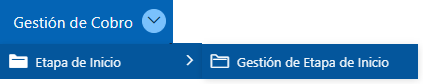 Gestión de Cobro
Etapa de Inicio
Gestión de Etapa de Inicio